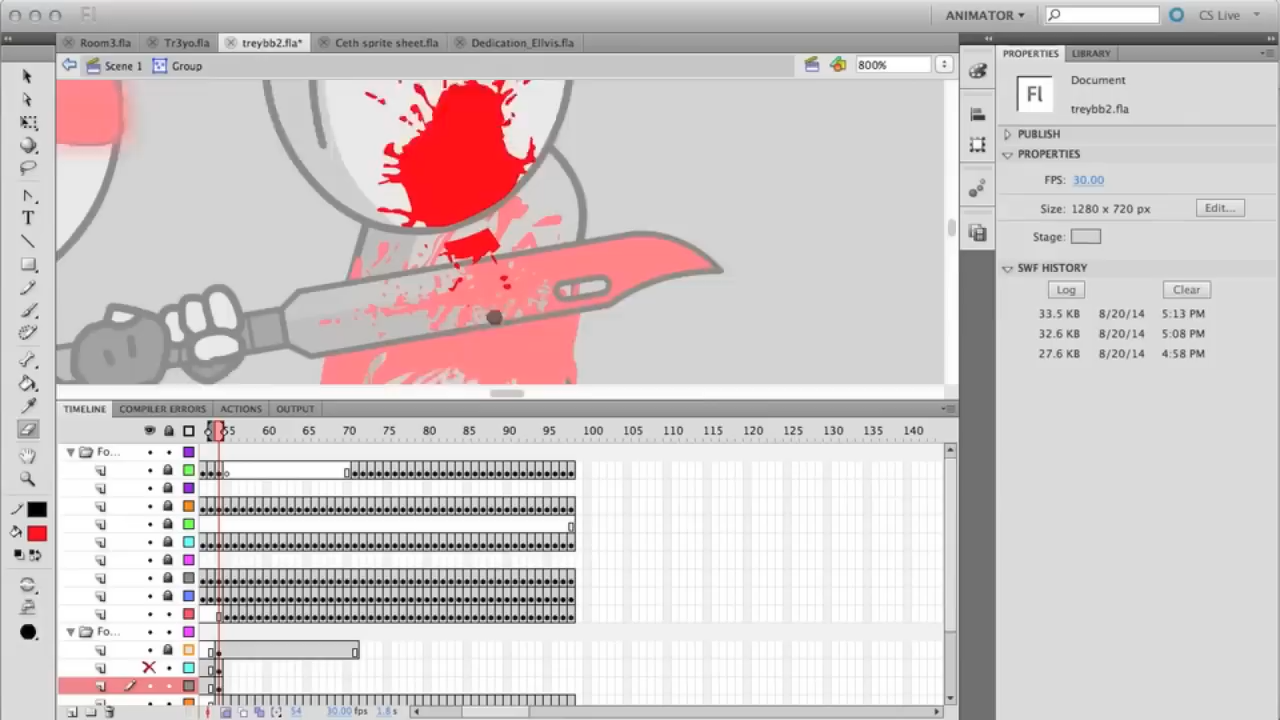 Fl
ANIMATOR
CS Live
Room3.fla
Tr3yo.fla
treybb2.fla*
Ceth sprite sheet.fla
Dedication_Ellvis.fla
Scene 1
Group
800%
PROPERTIES
LIBRARY
Fl
Document
treybb2.fla
PUBLISH
PROPERTIES
FPS: 30.00
Size: 1280 x 720 px
Edit...
Stage:
SWF HISTORY
Log
Clear
33.5 KB 8/20/14 5:13 PM
32.6 KB 8/20/14 5:08 PM
27.6 KB 8/20/14 4:58 PM
T
TIMELINE
COMPILER ERRORS
ACTIONS
OUTPUT
55 60 65 70 75 80 85 90 95 100 105 110 115 120 125 130 135 140
Fo...
Fo...
54 30.00 fps 1.8 s